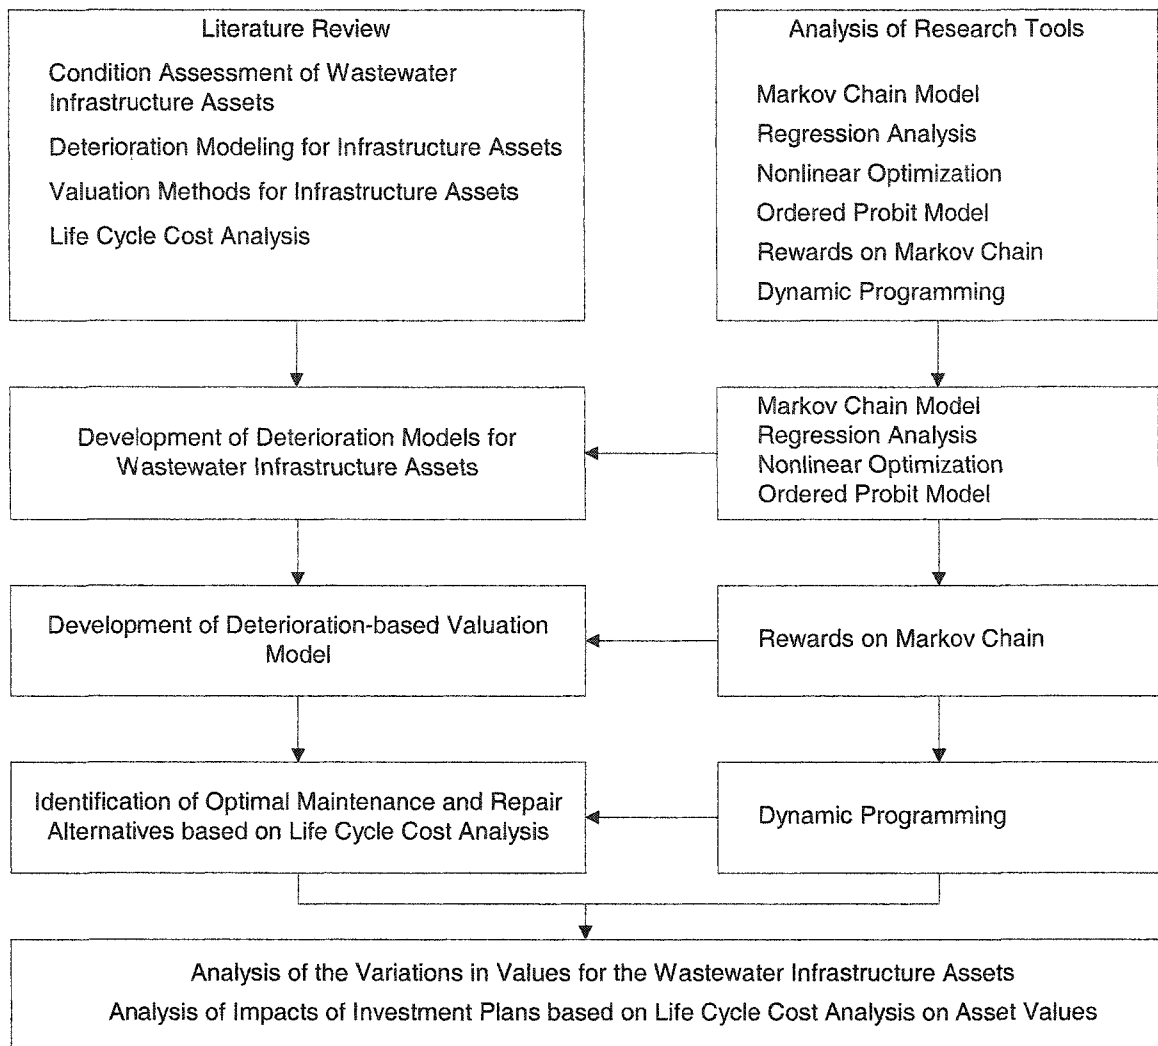 Literature Review
Condition Assessment of Wastewater
Infrastructure Assets
Deterioration Modeling for Infrastructure Assets
Valuation Methods for Infrastructure Assets
Life Cycle Cost Analysis
Analysis of Research Tools
Markov Chain Model
Regression Analysis
Nonlinear Optimization
Ordered Probit Model
Rewards on Markov Chain
Dynamic Programming
Development of Deterioration Models for
Wastewater Infrastructure Assets
Markov Chain Model
Regression Analysis
Nonlinear Optimization
Ordered Probit Model
Development of Deterioration-based Valuation
Model
Rewards on Markov Chain
Identification of Optimal Maintenance and Repair
Alternatives based on Life Cycle Cost Analysis
Dynamic Programming
Analysis of the Variations in Values for the Wastewater Infrastructure Assets
Analysis of Impacts of Investment Plans based on Life Cycle Cost Analysis on Asset Values